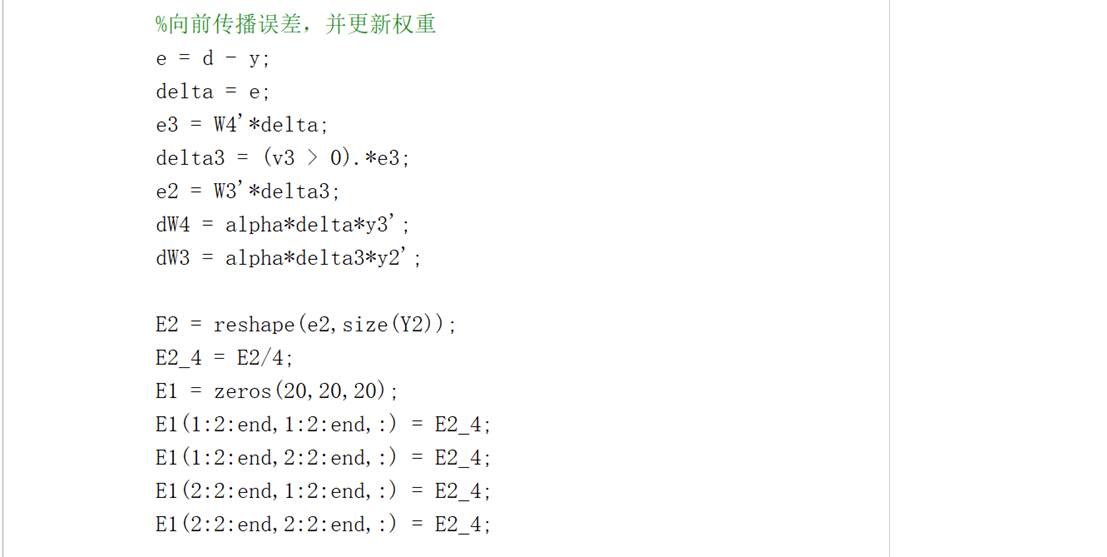 %向前传播误差，并更新权重
e = d - y;
delta = e;
e3 = W4'*delta;
delta3 = (v3 > 0).*e3;
e2 = W3'*delta3;
dW4 = alpha*delta*y3';
dW3 = alpha*delta3*y2';
E2 = reshape(e2,size(Y2));
E2_4 = E2/4;
E1 = zeros(20,20,20);
E1(1:2:end,1:2:end,:) = E2_4;
E1(1:2:end,2:2:end,:) = E2_4;
E1(2:2:end,1:2:end,:) = E2_4;
E1(2:2:end,2:2:end,:) = E2_4;